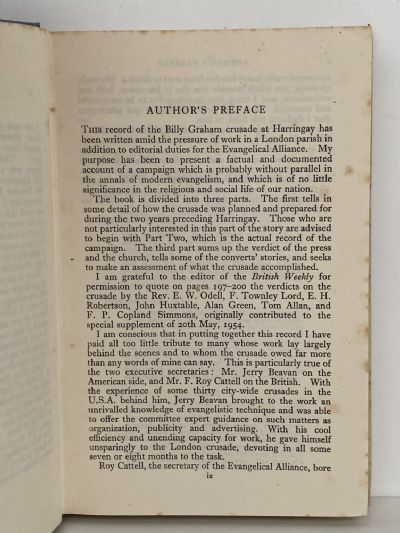 AUTHOR'S PREFACE
THIS record of the Billy Graham crusade at Harringay has
been written amid the pressure of work in a London parish in
addition to editorial duties for the Evangelical Alliance. My
purpose has been to present a factual and documented
account of a campaign which is probably without parallel in
the annals of modern evangelism, and which is of no little
significance in the religious and social life of our nation.
The book is divided into three parts. The first tells in
some detail of how the crusade was planned and prepared for
during the two years preceding Harringay. Those who are
not particularly interested in this part of the story are advised
to begin with Part Two, which is the actual record of the
campaign. The third part sums up the verdict of the press
and the church, tells some of the converts' stories, and seeks
to make an assessment of what the crusade accomplished.
I am grateful to the editor of the British Weekly for
permission to quote on pages 197-200 the verdicts on the
crusade by the Rev. E. W. Odell, F. Townley Lord, E. H.
Robertson, John Huxtable, Alan Green, Tom Allan, and
F. P. Copland Simmons, originally contributed to the
special supplement of 20th May, 1954.
I am conscious that in putting together this record I have
paid all too little tribute to many whose work lay largely
behind the scenes and to whom the crusade owed far more
than any words of mine can say. This is particularly true of
the two executive secretaries: Mr. Jerry Beavan on the
American side, and Mr. F. Roy Cattell on the British. With
the experience of some thirty city-wide crusades in the
U.S.A. behind him, Jerry Beavan brought to the work an
unrivalled knowledge of evangelistic technique and was able
to offer the committee expert guidance on such matters as
organization, publicity and advertising. With his cool
efficiency and unending capacity for work, he gave himself
unsparingly to the London crusade, devoting in all some
seven or eight months to the task.
Roy Cattell, the secretary of the Evangelical Alliance, bore
ix